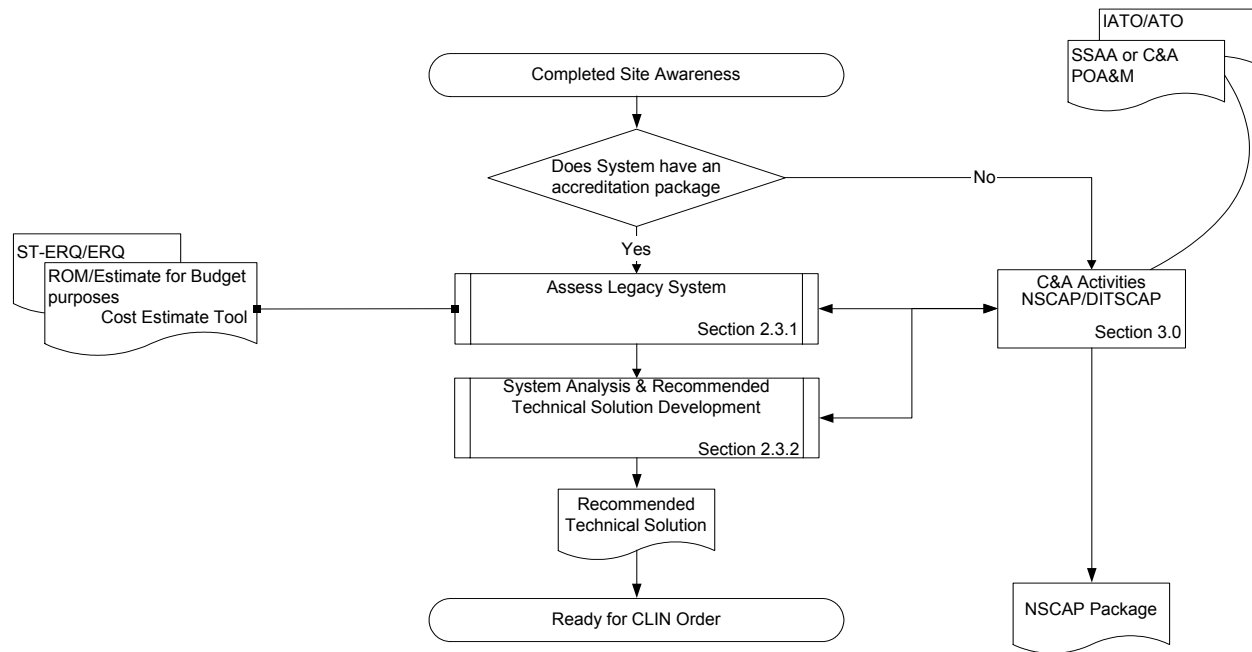 IATO/ATO
SSAA or C&A
POA&M
Completed Site Awareness
Does System have an
accreditation package
No
Yes
ST-ERQ/ERQ
ROM/Estimate for Budget
purposes
Cost Estimate Tool
Assess Legacy System
Section 2.3.1
C&A Activities
NSCAP/DITSCAP
Section 3.0
System Analysis & Recommended
Technical Solution Development
Section 2.3.2
Recommended
Technical Solution
Ready for CLIN Order
NSCAP Package